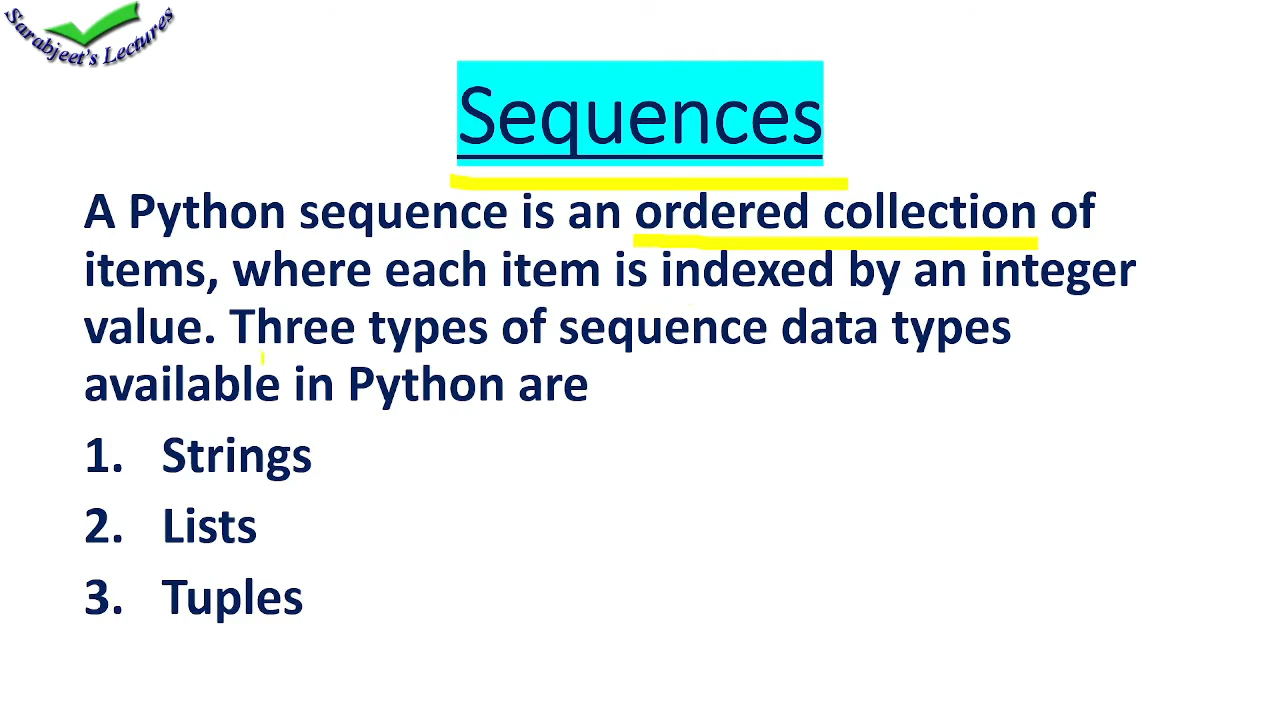 Sarabjeet's Lectures
Sequences
A Python sequence is an ordered collection of
items, where each item is indexed by an integer
value. Three types of sequence data types
available in Python are
1. Strings
2. Lists
3. Tuples